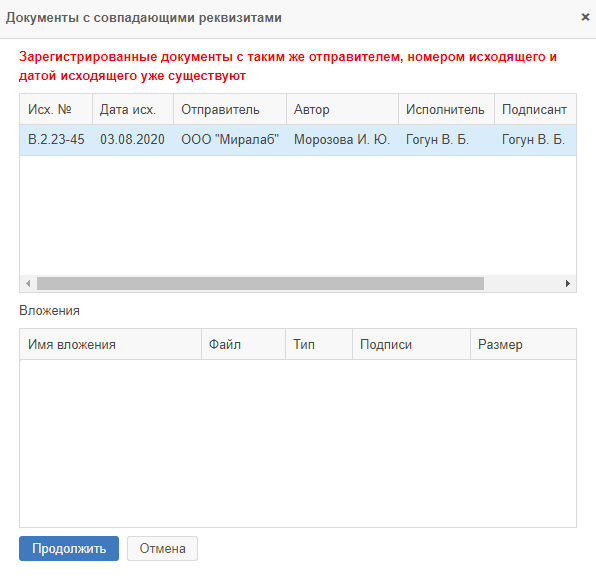 Документы с совпадающими реквизитами
Зарегистрированные документы с таким же отправителем, номером исходящего и
датой исходящего уже существуют
Исх. № Дата исх. Отправитель Автор Исполнитель Подписант
В.2.23-45 03.08.2020 ООО "Миралаб" Морозова И. Ю. Гогун В. Б. Гогун В. Б.
Вложения
Имя вложения Файл Тип Подписи Размер
Продолжить Отмена